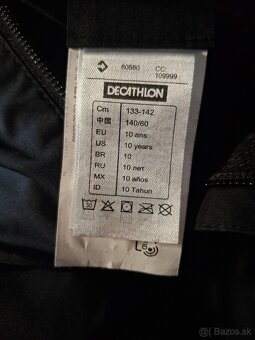 60580 CC:
109999
DECATHLON
Cm 133-142
中国 140/60
EU 10 ans
US 10 years
BR 10
RU 10 лет
MX 10 años
ID 10 Tahun
30
Bazos.sk